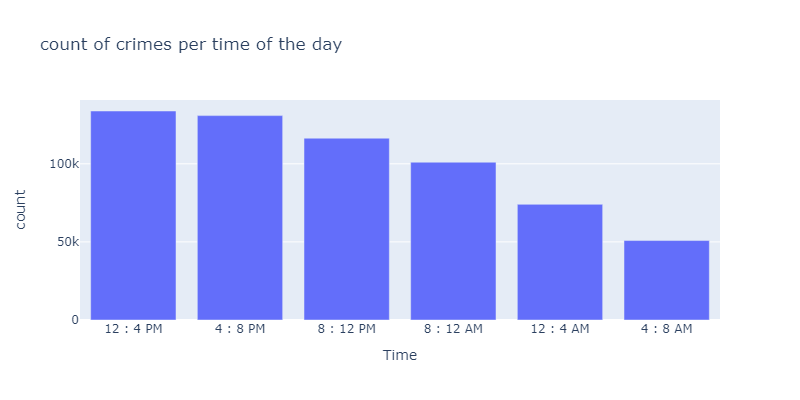 count of crimes per time of the day
count
100k
50k
0
12 : 4 PM
4 : 8 PM
8 : 12 PM
8 : 12 AM
12 : 4 AM
4 : 8 AM
Time